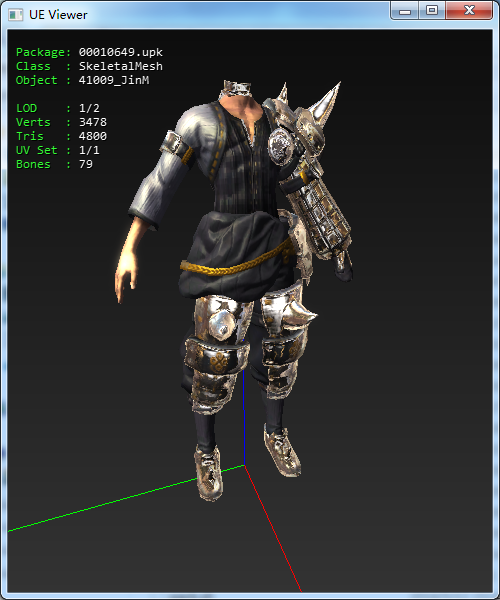 UE Viewer
Package: 00010649.upk
Class : SkeletalMesh
Object : 41009_JinM
LOD : 1/2
Verts : 3478
Tris : 4800
UV Set : 1/1
Bones : 79